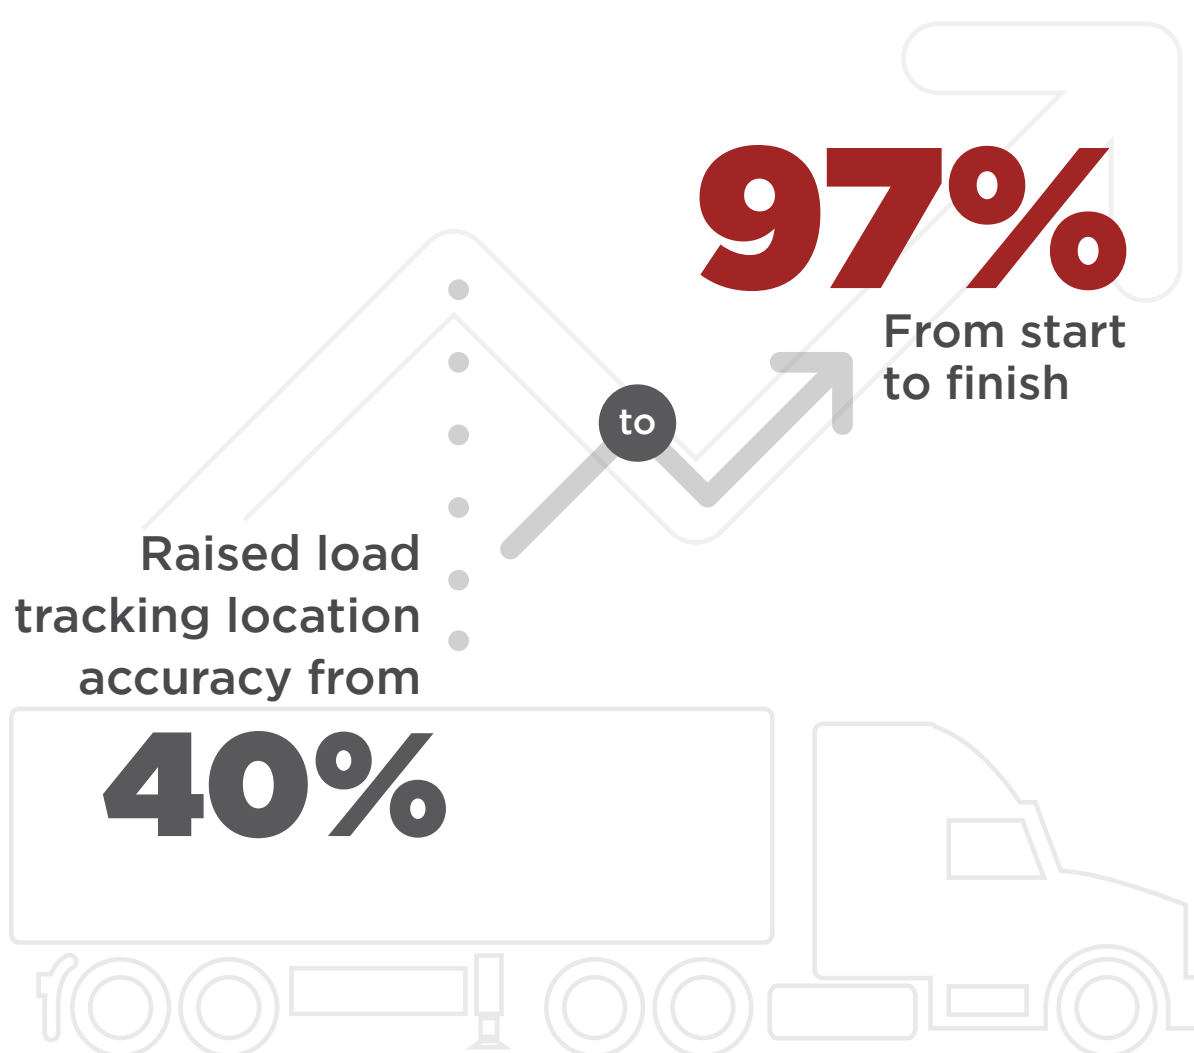 Raised load
tracking location
accuracy from
40%
to
97%
From start
to finish